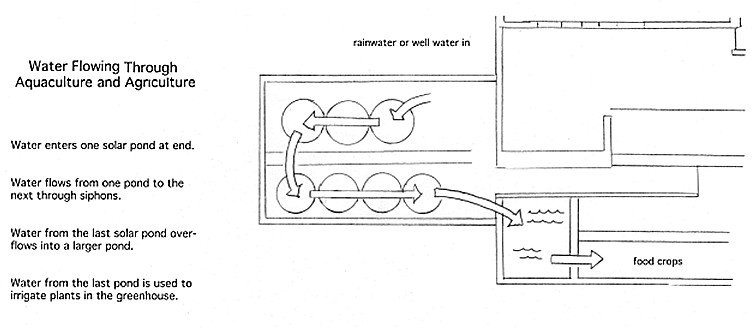 Water Flowing Through
Aquaculture and Agriculture
Water enters one solar pond at end.
Water flows from one pond to the
next through siphons.
Water from the last solar pond over-
flows into a larger pond.
Water from the last pond is used to
irrigate plants in the greenhouse.
rainwater or well water in
food crops